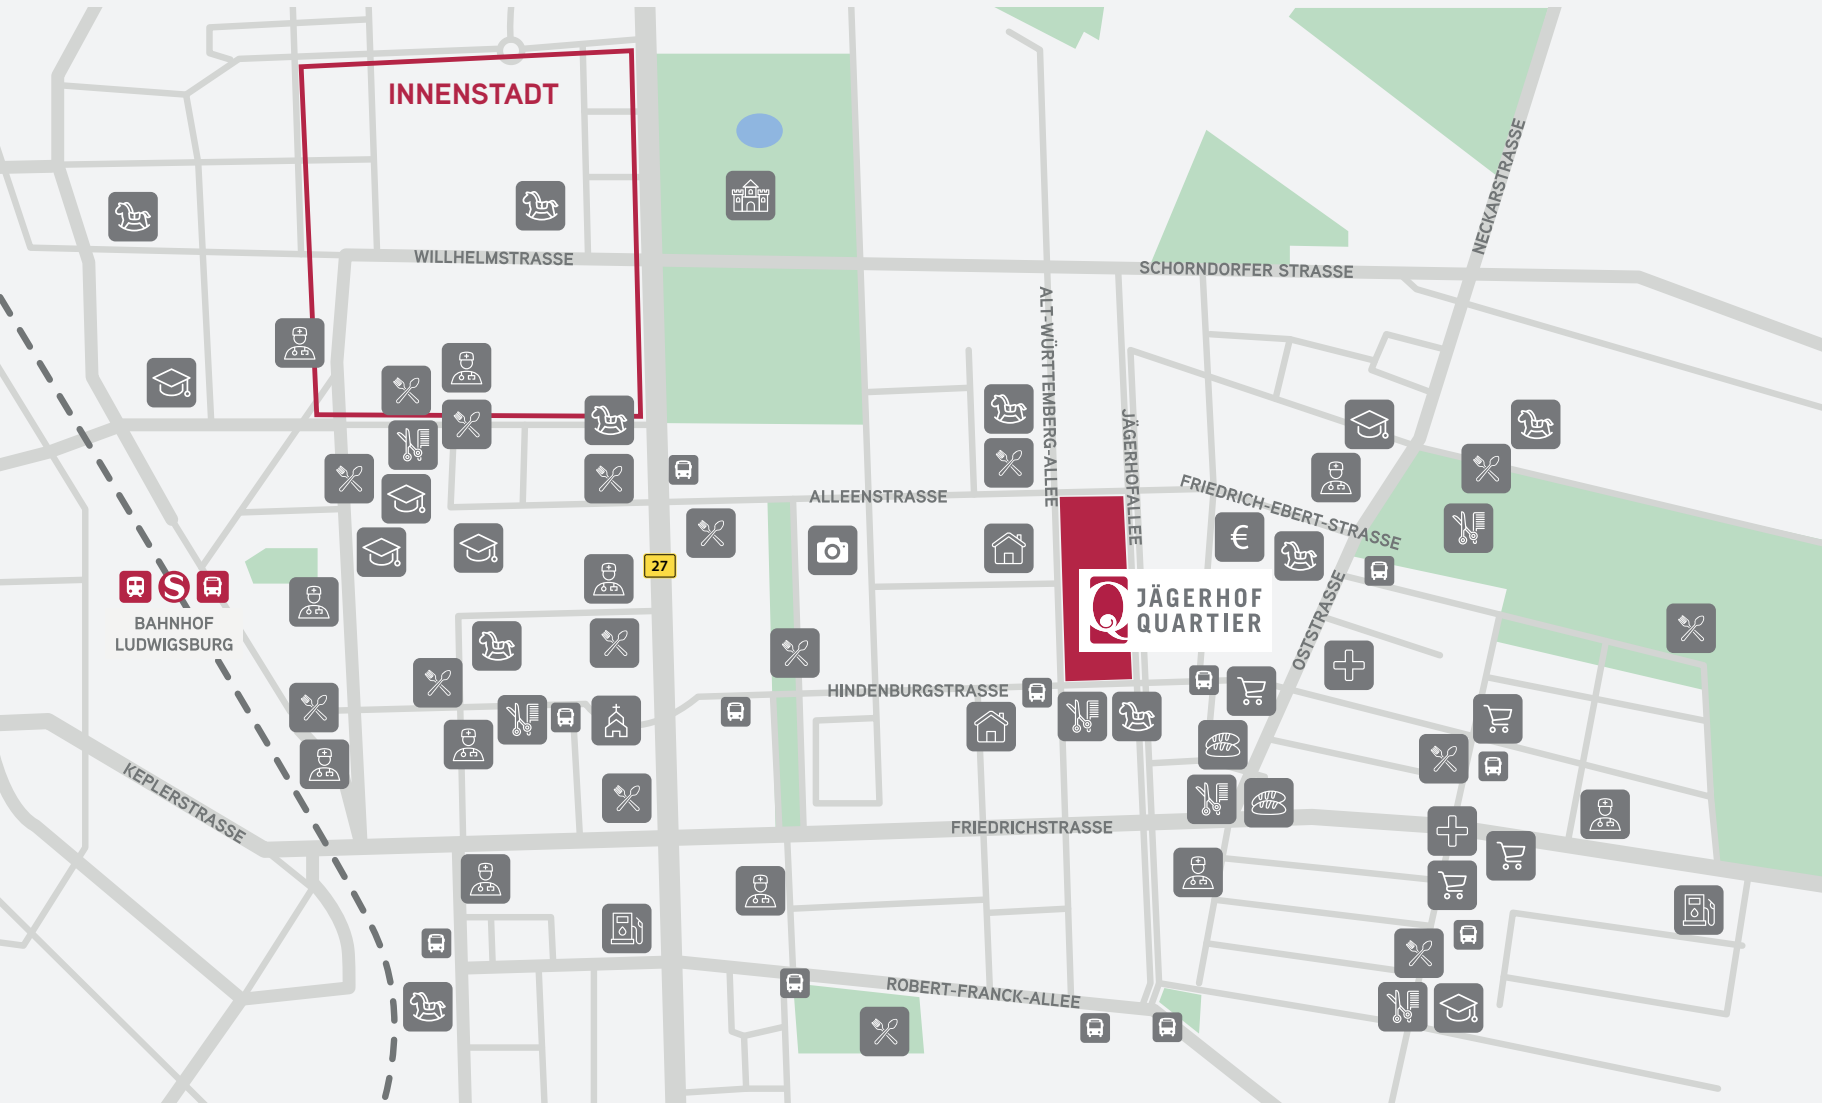 INNENSTADT
WILLHELMSTRASSE
SCHORNDORFER STRASSE
NECKARSTRASSE
ALT-WÜRTTEMBERG-ALLEE
JÄGERHOFALLEE
ALLEENSTRASSE
FRIEDRICH-EBERT-STRASSE
€
27
S
BAHNHOF
LUDWIGSBURG
Q
JÄGERHOF
QUARTIER
OSTSTRASSE
HINDENBURGSTRASSE
KEPLERSTRASSE
FRIEDRICHSTRASSE
ROBERT-FRANCK-ALLEE